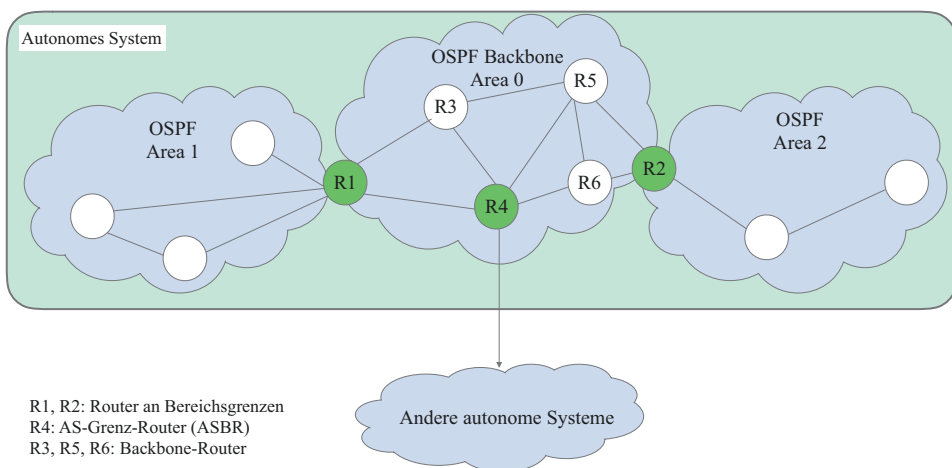 Autonomes System
OSPF Backbone
Area 0
R5
R3
OSPF
Area 1
OSPF
Area 2
R1
R4
R6
R2
Andere autonome Systeme
R1, R2: Router an Bereichsgrenzen
R4: AS-Grenz-Router (ASBR)
R3, R5, R6: Backbone-Router